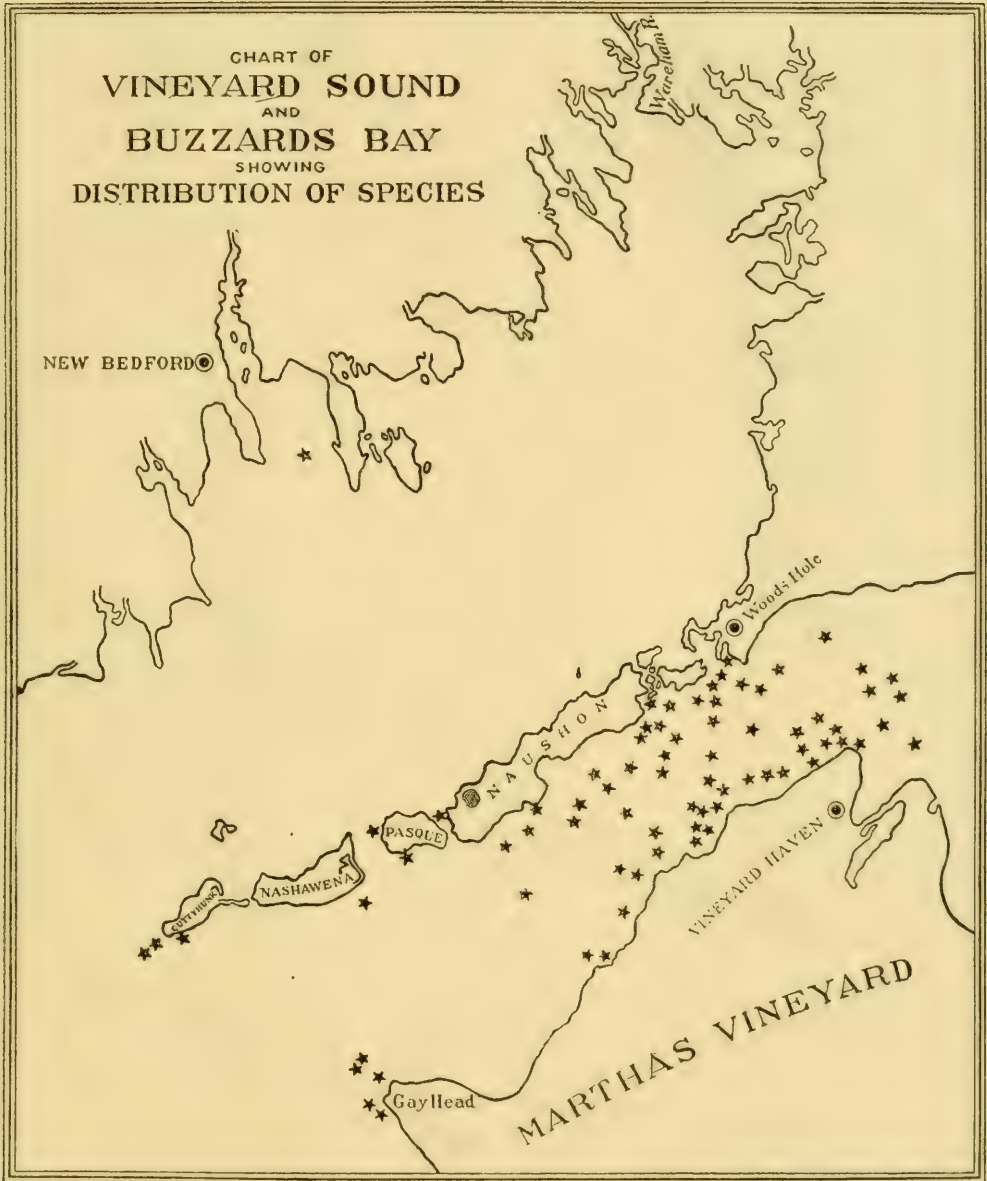 CHART OF
VINEYARD SOUND
AND
BUZZARDS BAY
SHOWING
DISTRIBUTION OF SPECIES
Wareham R.
NEW BEDFORD
Woods Hole
NAUSHON
PASQUE
NASHAWENA
CUTTYHUNK
VINEYARD HAVEN
MARTHAS VINEYARD
Gay Head